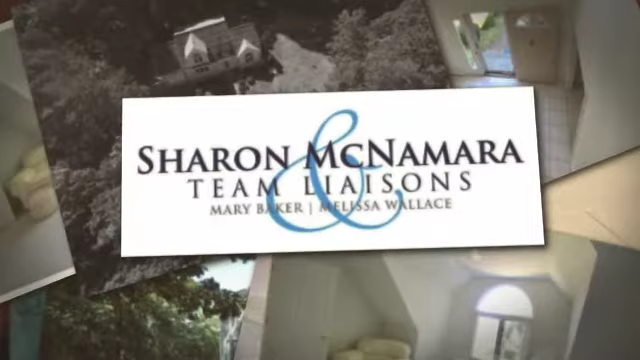 SHARON MCNAMARA
&
TEAM LIAISONS
MARY BAKER | MELISSA WALLACE